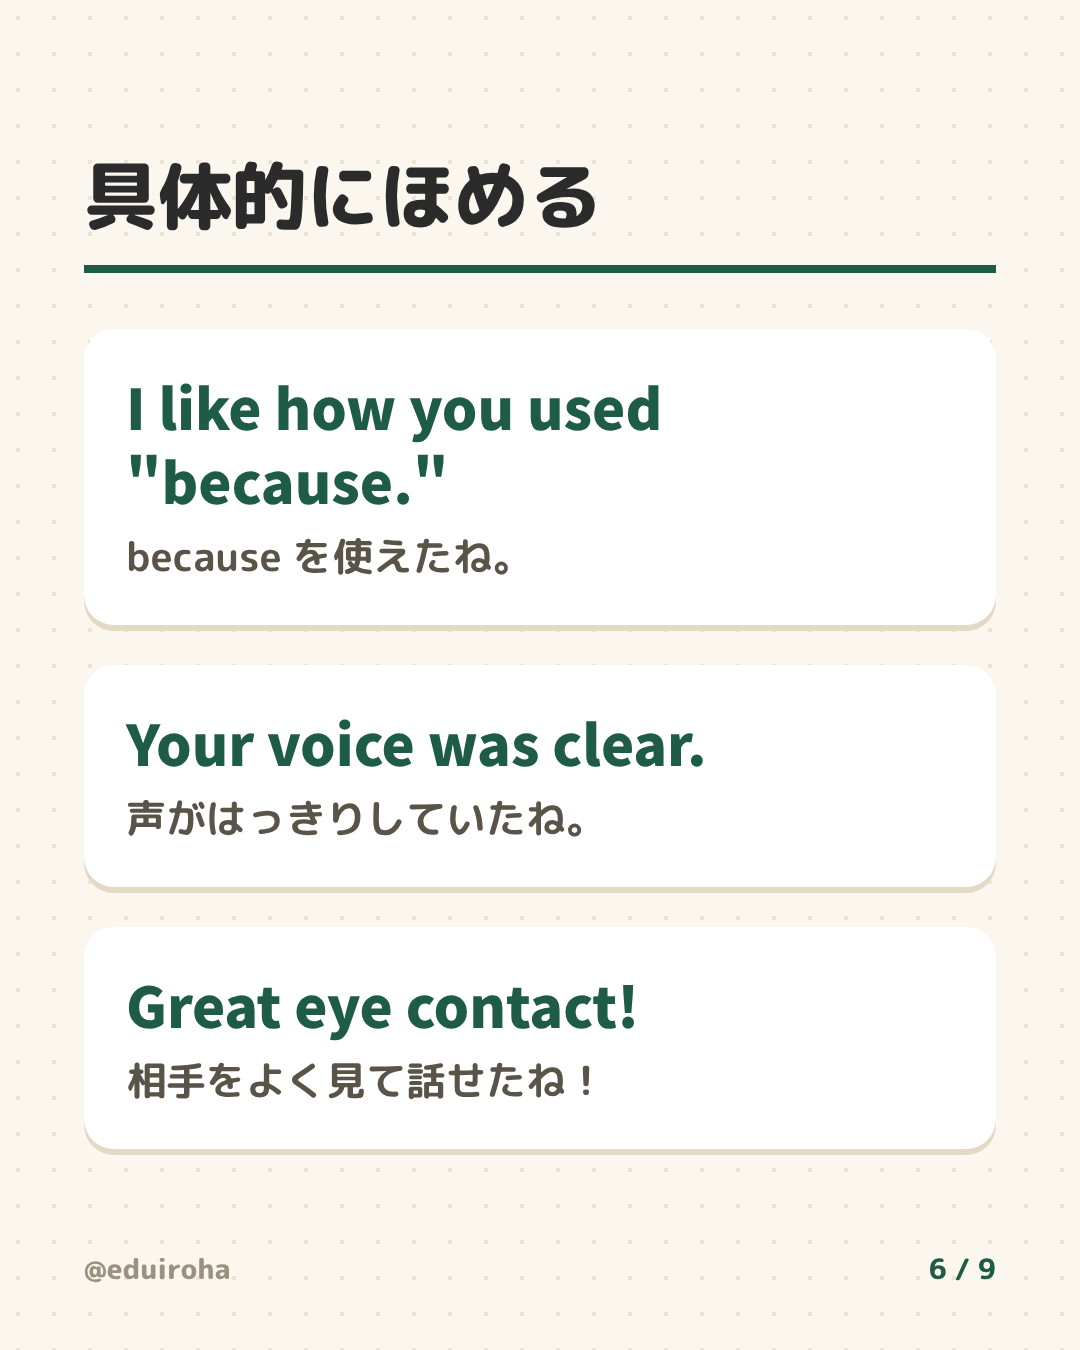 具体的にほめる
I like how you used
"because."
because を使えたね。
Your voice was clear.
声がはっきりしていたね。
Great eye contact!
相手をよく見て話せたね！
@eduiroha
6 / 9